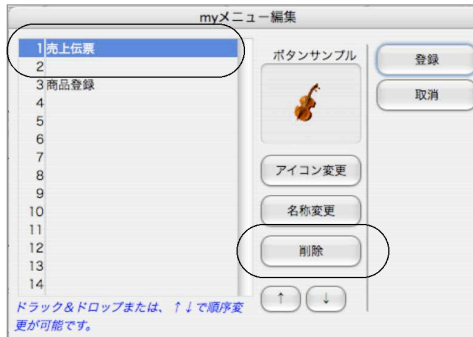 myメニュー編集
1 売上伝票
2
3 商品登録
4
5
6
7
8
9
10
11
12
13
14
ドラッグ&ドロップまたは、↑↓で順序変
更が可能です。
ボタンサンプル
アイコン変更
名称変更
削除
↑ ↓
登録
取消